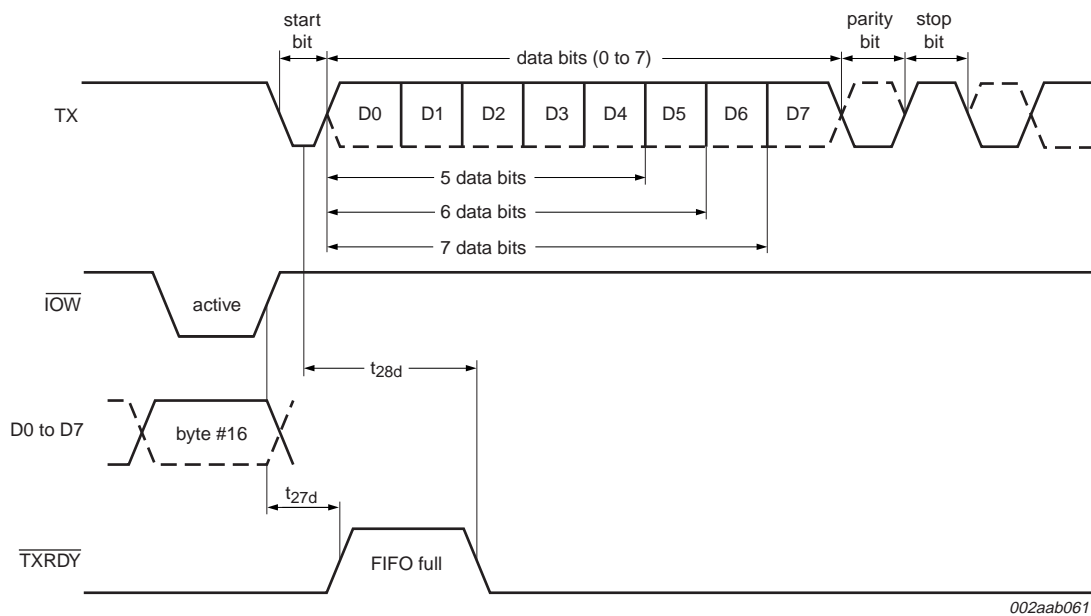 start
bit
data bits (0 to 7)
parity
bit
stop
bit
TX
D0
D1
D2
D3
D4
D5
D6
D7
5 data bits
6 data bits
7 data bits
IOW
active
t28d
D0 to D7
byte #16
t27d
TXRDY
FIFO full
002aab061